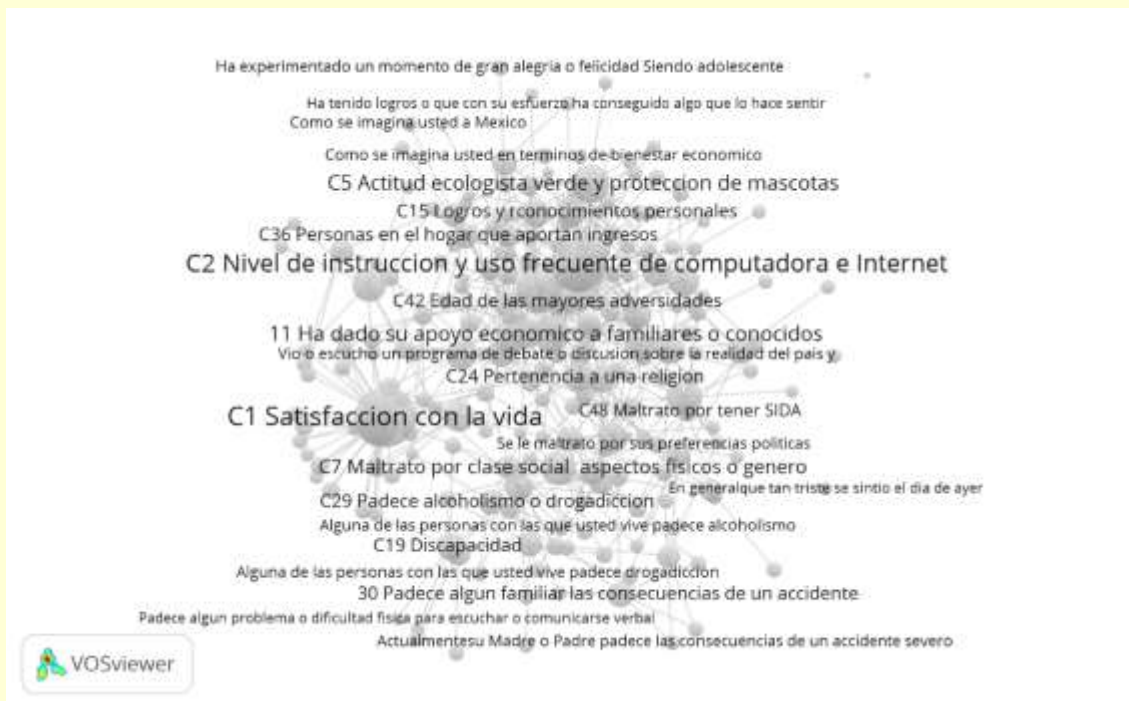 Ha experimentado un momento de gran alegria o felicidad Siendo adolescente
Ha tenido logros o que con su esfuerzo ha conseguido algo que lo hace sentir
Como se imagina usted a Mexico
Como se imagina usted en terminos de bienestar economico
C5 Actitud ecologista verde y proteccion de mascotas
C15 Logros y rconocimientos personales
C36 Personas en el hogar que aportan ingresos
C2 Nivel de instruccion y uso frecuente de computadora e Internet
C42 Edad de las mayores adversidades
11 Ha dado su apoyo economico a familiares o conocidos
Vio o escucho un programa de debate o discusion sobre la realidad del pais y
C24 Pertenencia a una religion
C1 Satisfaccion con la vida
C48 Maltrato por tener SIDA
Se le maltrato por sus preferencias politicas
C7 Maltrato por clase social aspectos fisicos o genero
En generalque tan triste se sintio el dia de ayer
C29 Padece alcoholismo o drogadiccion
Alguna de las personas con las que usted vive padece alcoholismo
C19 Discapacidad
Alguna de las personas con las que usted vive padece drogadiccion
30 Padece algun familiar las consecuencias de un accidente
Padece algun problema o dificultad fisica para escuchar o comunicarse verbal
Actualmentesu Madre o Padre padece las consecuencias de un accidente severo
VOSviewer